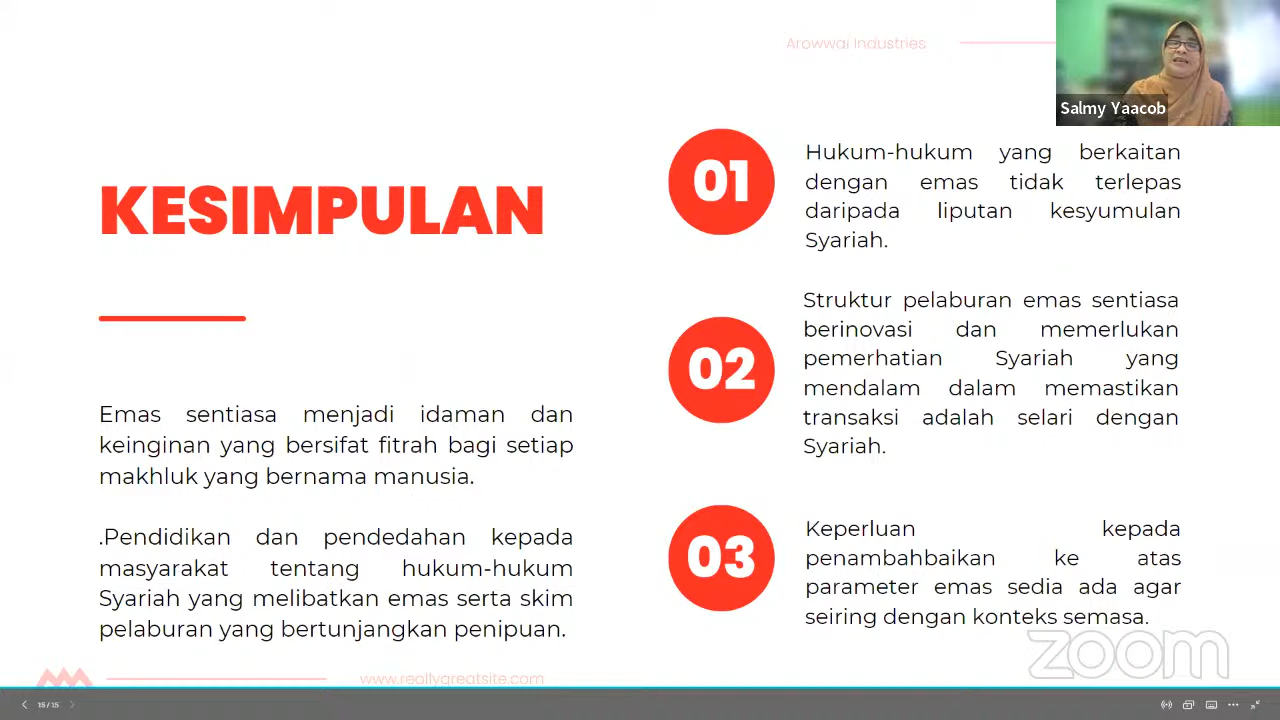 Arowwai Industries
Salmy Yaacob
KESIMPULAN
Emas sentiasa menjadi idaman dan
keinginan yang bersifat fitrah bagi setiap
makhluk yang bernama manusia.
.Pendidikan dan pendedahan kepada
masyarakat tentang hukum-hukum
Syariah yang melibatkan emas serta skim
pelaburan yang bertunjangkan penipuan.
01
Hukum-hukum yang berkaitan
dengan emas tidak terlepas
daripada liputan kesyumulan
Syariah.
02
Struktur pelaburan emas sentiasa
berinovasi dan memerlukan
pemerhatian Syariah yang
mendalam dalam memastikan
transaksi adalah selari dengan
Syariah.
03
Keperluan kepada
penambahbaikan ke atas
parameter emas sedia ada agar
seiring dengan konteks semasa.
zoom
www.reallygreatsite.com
15/15